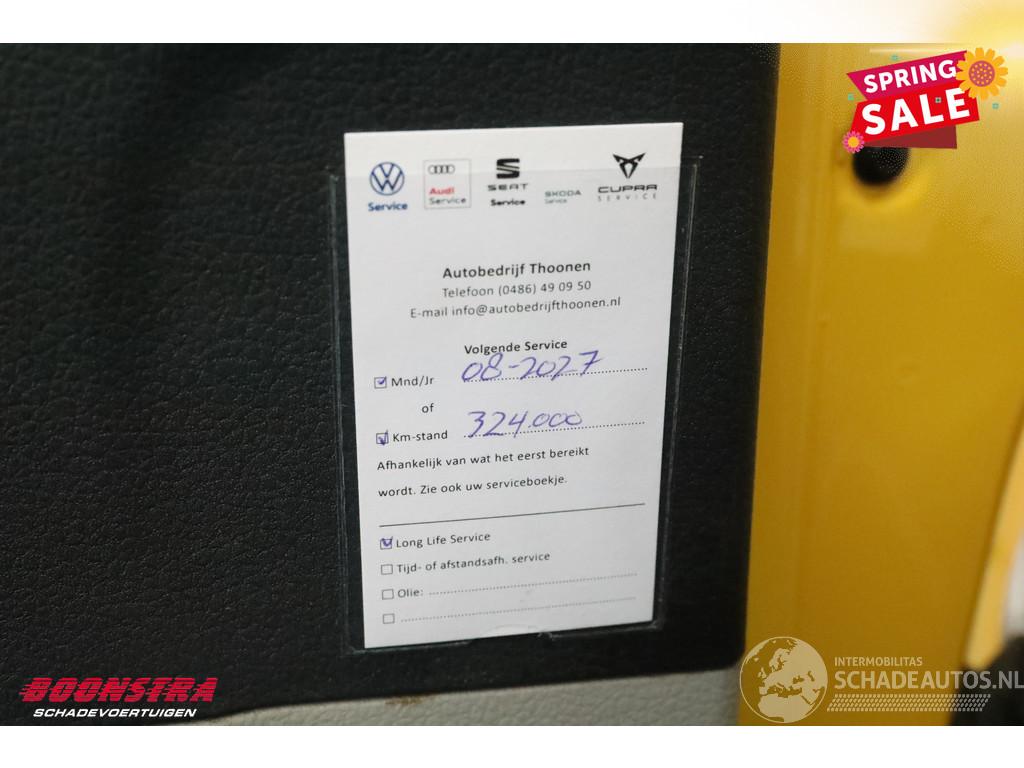 SPRING
SALE
Service
Audi
Service
SEAT
Service
SKODA
Service
CUPRA
SERVICE
Autobedrijf Thoonen
Telefoon (0486) 49 09 50
E-mail info@autobedrijfthoonen.nl
Volgende Service
Mnd/Jr 08-2027
of
Km-stand 324.000
Afhankelijk van wat het eerst bereikt
wordt. Zie ook uw serviceboekje.
Long Life Service
Tijd- of afstandsafh. service
Olie:
BOONSTRA
SCHADEVOERTUIGEN
INTERMOBILITAS
SCHADEAUTOS.NL